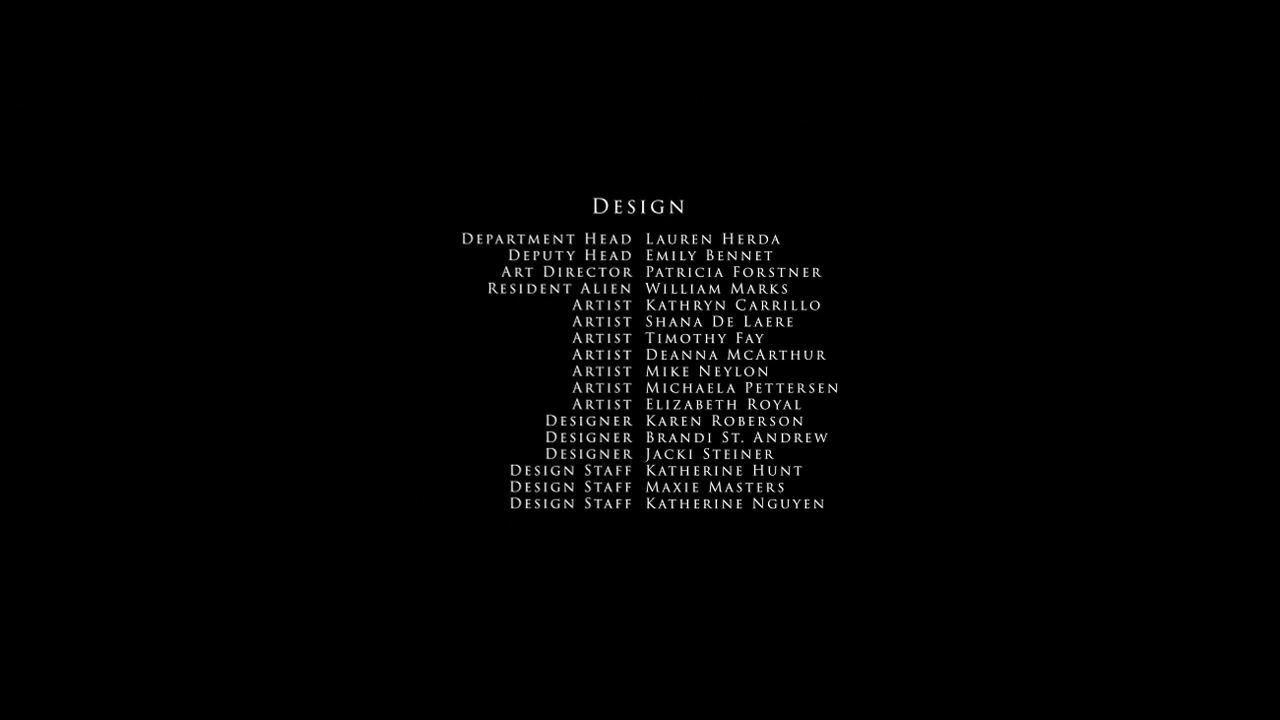 Design
Department Head Lauren Herda
Deputy Head Emily Bennet
Art Director Patricia Forstner
Resident Alien William Marks
Artist Kathryn Carrillo
Artist Shana De Laere
Artist Timothy Fay
Artist Deanna McArthur
Artist Mike Neylon
Artist Michaela Pettersen
Artist Elizabeth Royal
Designer Karen Roberson
Designer Brandi St. Andrew
Designer Jacki Steiner
Design Staff Katherine Hunt
Design Staff Maxie Masters
Design Staff Katherine Nguyen